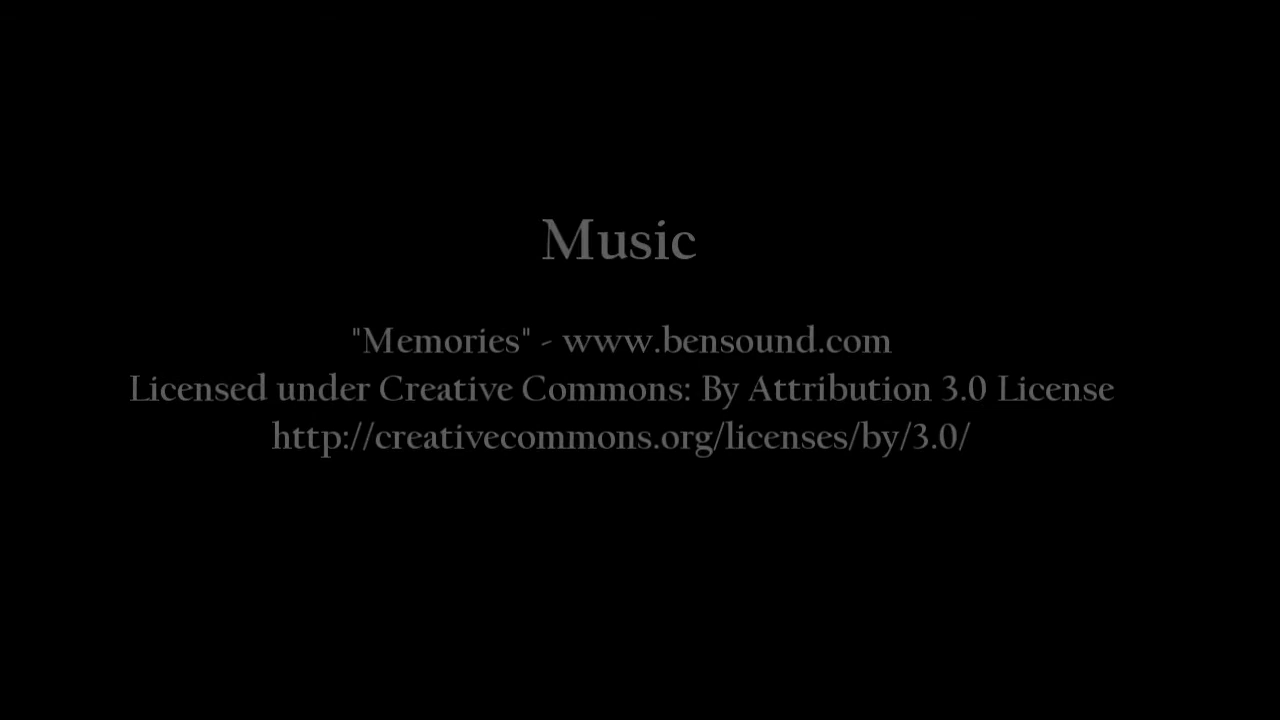 Music
"Memories" - www.bensound.com
Licensed under Creative Commons: By Attribution 3.0 License
http://creativecommons.org/licenses/by/3.0/